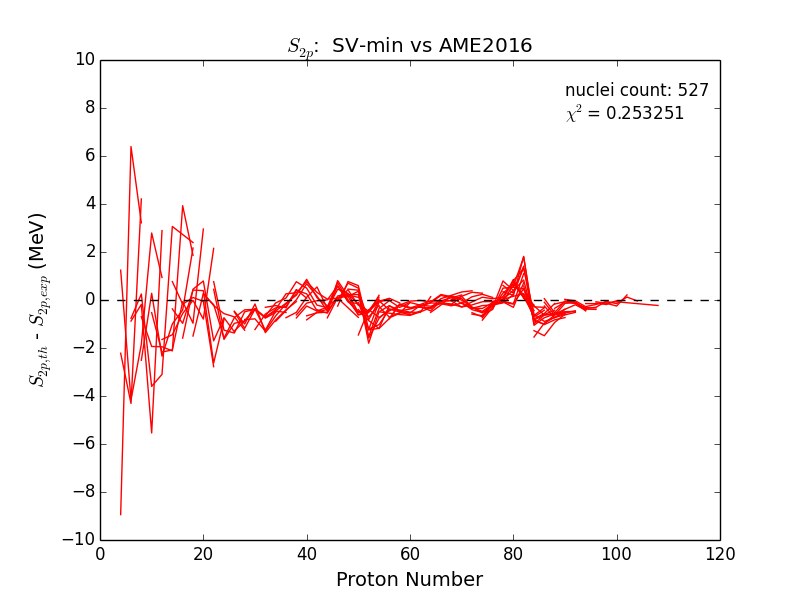 S₂ₚ: SV-min vs AME2016
nuclei count: 527
χ² = 0.253251
10
8
6
4
2
0
−2
−4
−6
−8
−10
S₂ₚ,ₜₕ - S₂ₚ,ₑₓₚ (MeV)
0 20 40 60 80 100 120
Proton Number